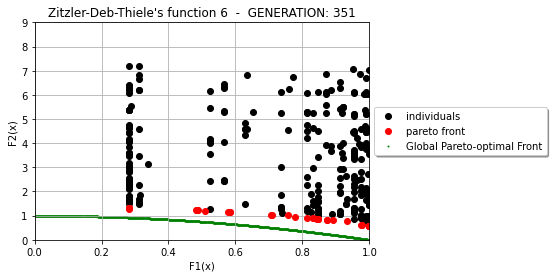 Zitzler-Deb-Thiele's function 6 - GENERATION: 351
9
8
7
6
5
4
3
2
1
0
F2(x)
0.0 0.2 0.4 0.6 0.8 1.0
F1(x)
individuals
pareto front
Global Pareto-optimal Front